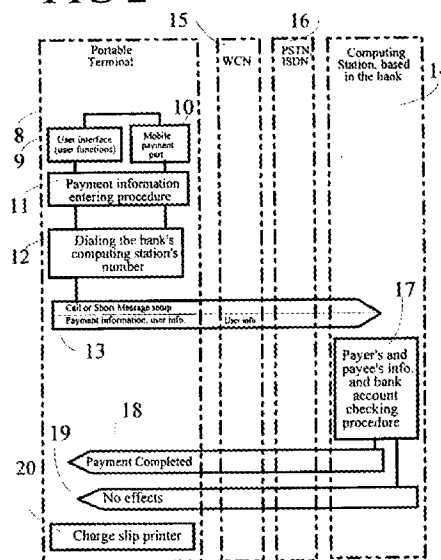 FIG 2
15
16
Portable
Terminal
WCN
PSTN
ISDN
Computing
Station, based
in the bank
8
9
10
User interface
(user functions)
Mobile
payment
part
11
Payment information
entering procedure
12
Dialing the bank's
computing station's
number
Call or Short Message setup
Payment information, user info.
User info
13
17
Payer's and
payee's info.
and bank
account
checking
procedure
18
19
Payment Completed
20
No effects
Charge slip printer